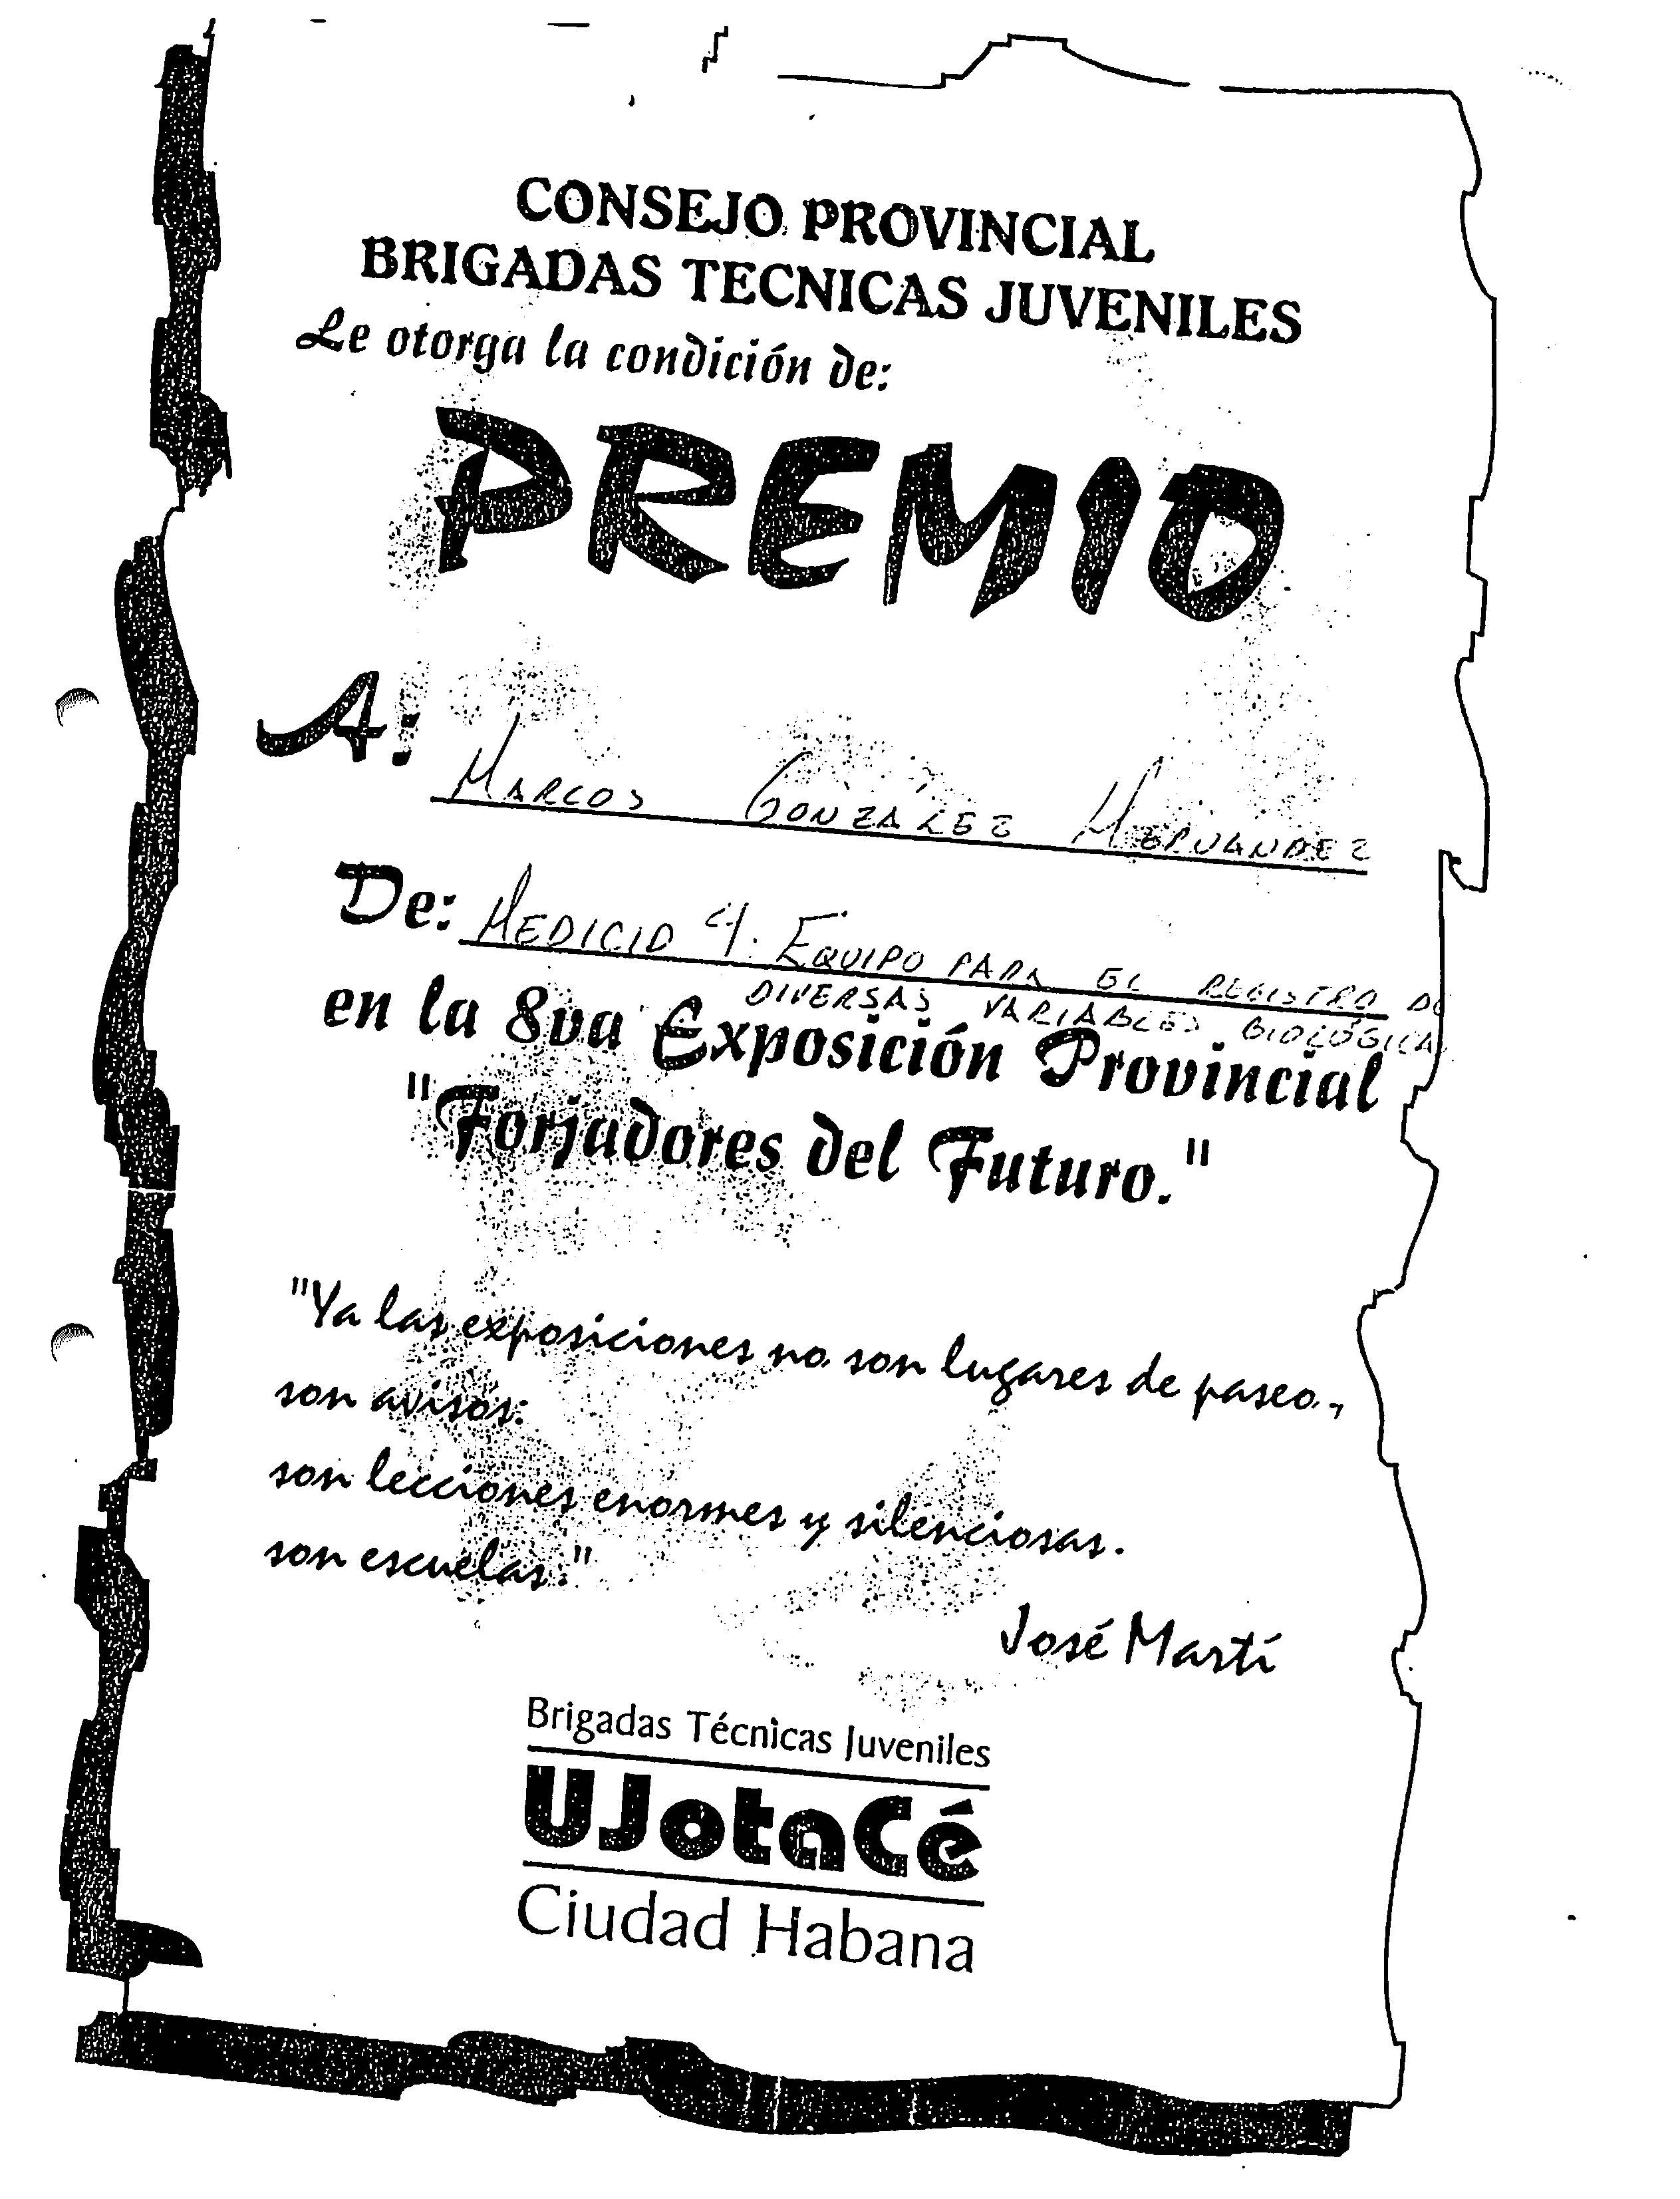 CONSEJO PROVINCIAL
BRIGADAS TECNICAS JUVENILES
Le otorga la condición de:
PREMIO
A: MARCOS GONZÁLEZ HERNANDEZ
De: MEDICID 4. EQUIPO PARA EL REGISTRO DE
DIVERSAS VARIABLES BIOLÓGICAS
en la 8va Exposición Provincial
"Forjadores del Futuro."
"Ya las exposiciones no son lugares de paseo,
son avisos:
son lecciones enormes y silenciosas.
son escuelas."
José Martí
Brigadas Técnicas Juveniles
UJotaCé
Ciudad Habana